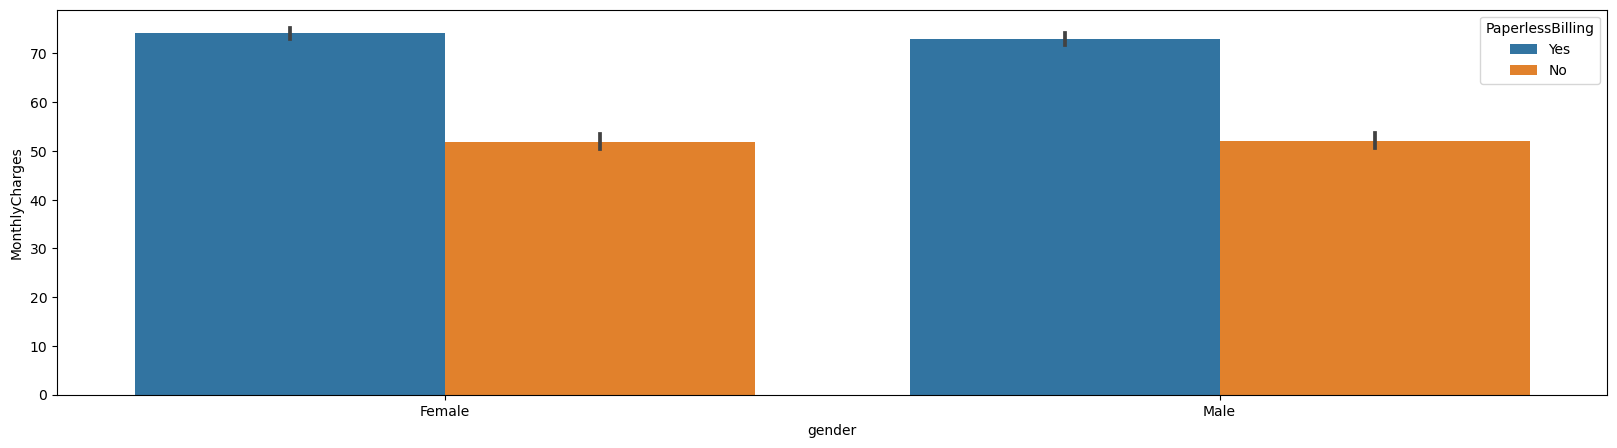 PaperlessBilling
Yes
No
MonthlyCharges
70
60
50
40
30
20
10
0
Female
Male
gender